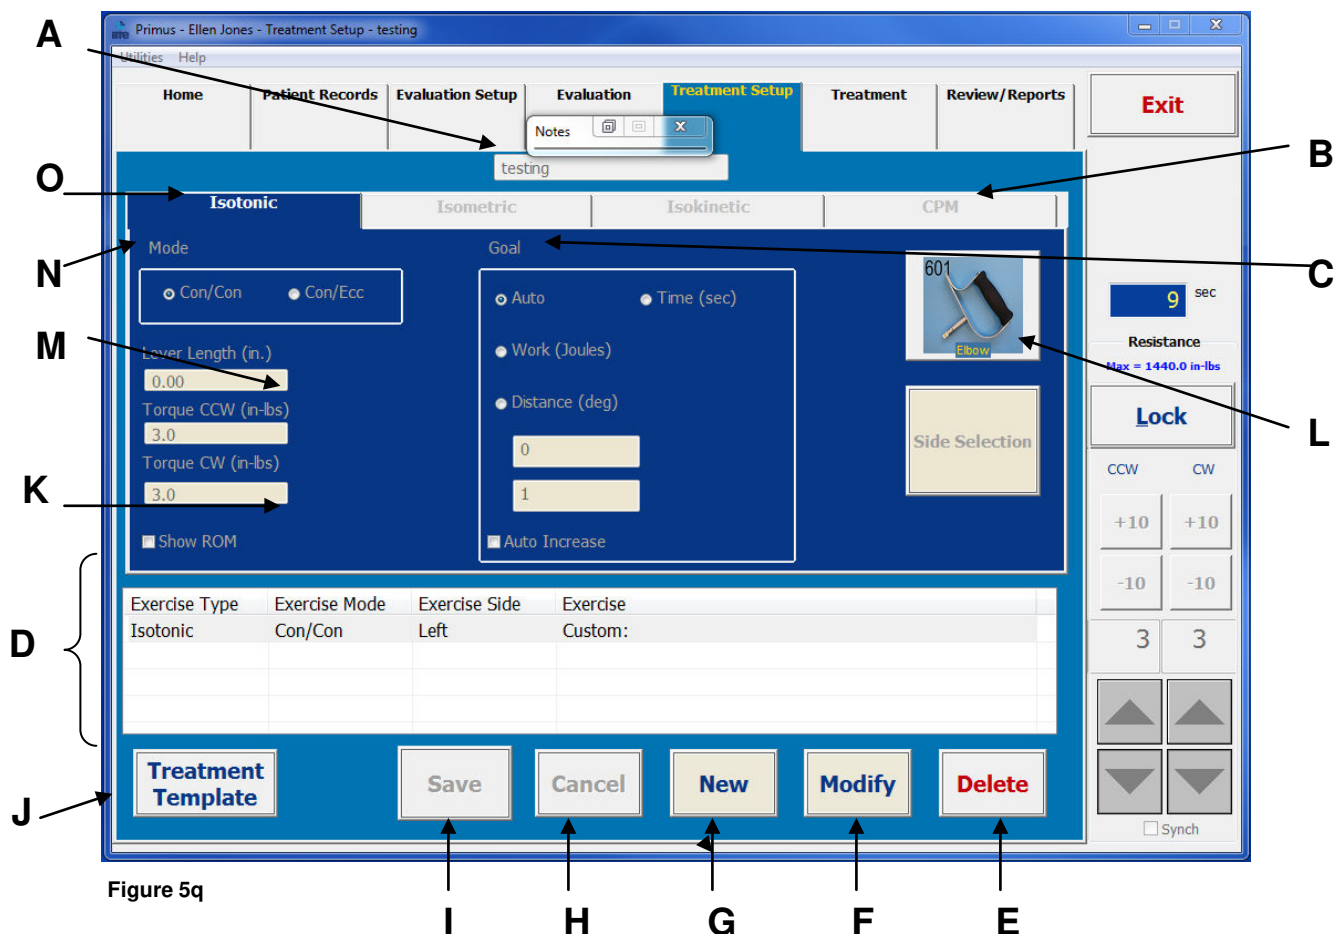 A
Primus - Ellen Jones - Treatment Setup - testing
Utilities Help
Home Patient Records Evaluation Setup Evaluation Treatment Setup Treatment Review/Reports
Exit
Notes
testing
B
O
Isotonic Isometric Isokinetic CPM
N
Mode
Goal
C
Con/Con Con/Ecc
Auto Time (sec)
601
Elbow
9 sec
M
Lever Length (in.)
Work (Joules)
Resistance
Max = 1440.0 in-lbs
0.00
Torque CCW (in-lbs)
Distance (deg)
Lock
L
3.0
Side Selection
Torque CW (in-lbs)
0
CCW CW
K
3.0
1
+10 +10
Show ROM
Auto Increase
-10 -10
D
Exercise Type Exercise Mode Exercise Side Exercise
Isotonic Con/Con Left Custom:
3 3
J
Treatment
Template
Save Cancel New Modify Delete
Synch
Figure 5q
I H G F E